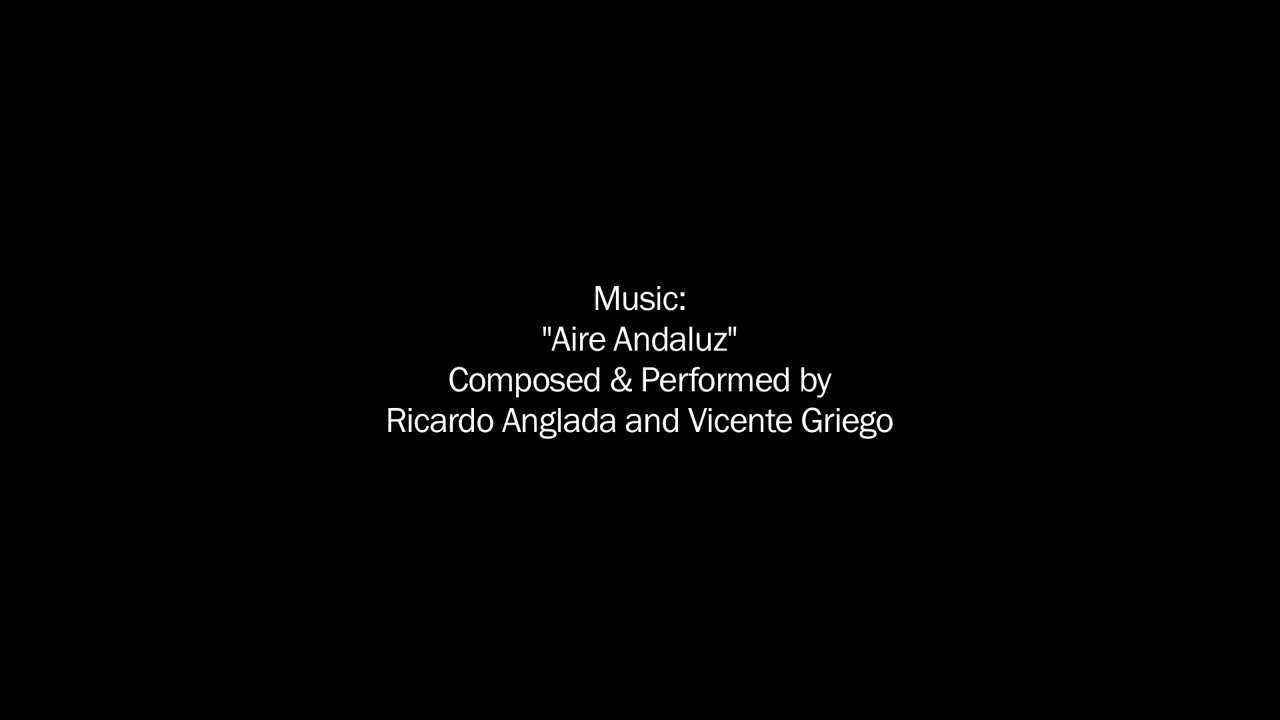 Music:
"Aire Andaluz"
Composed & Performed by
Ricardo Anglada and Vicente Griego